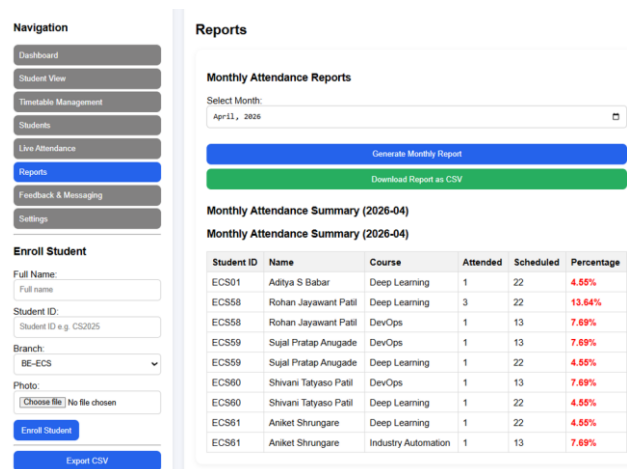 Navigation
Dashboard
Student View
Timetable Management
Students
Live Attendance
Reports
Feedback & Messaging
Settings
Enroll Student
Full Name:
Full name
Student ID:
Student ID e.g. CS2025
Branch:
BE-ECS
Photo:
Choose file No file chosen
Enroll Student
Export CSV
Reports
Monthly Attendance Reports
Select Month:
April, 2026
Generate Monthly Report
Download Report as CSV
Monthly Attendance Summary (2026-04)
Monthly Attendance Summary (2026-04)
Student ID Name Course Attended Scheduled Percentage
ECS01 Aditya S Babar Deep Learning 1 22 4.55%
ECS58 Rohan Jayawant Patil Deep Learning 3 22 13.64%
ECS58 Rohan Jayawant Patil DevOps 1 13 7.69%
ECS59 Sujal Pratap Anugade DevOps 1 13 7.69%
ECS59 Sujal Pratap Anugade Deep Learning 1 22 4.55%
ECS60 Shivani Tatyaso Patil DevOps 1 13 7.69%
ECS60 Shivani Tatyaso Patil Deep Learning 1 22 4.55%
ECS61 Aniket Shrungare Deep Learning 1 22 4.55%
ECS61 Aniket Shrungare Industry Automation 1 13 7.69%